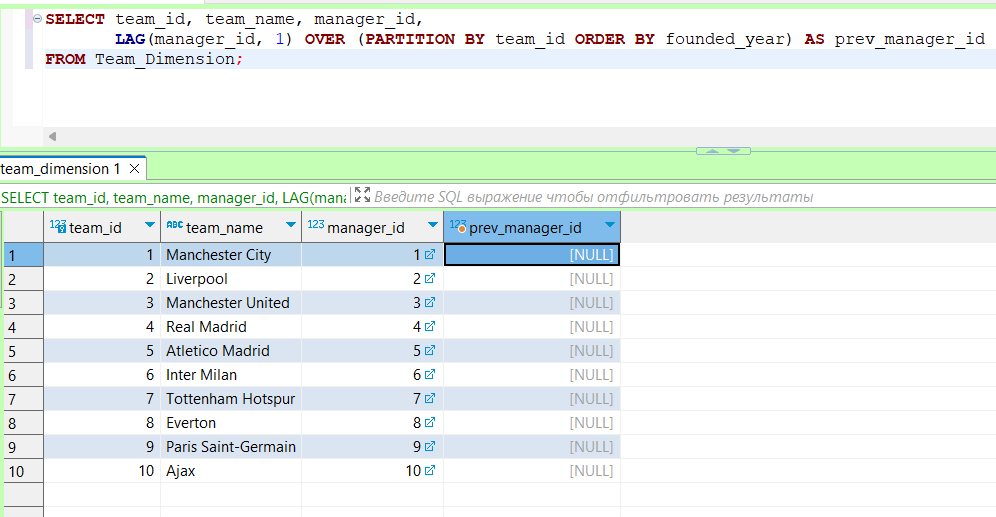 SELECT team_id, team_name, manager_id,
LAG(manager_id, 1) OVER (PARTITION BY team_id ORDER BY founded_year) AS prev_manager_id
FROM Team_Dimension;
team_dimension 1
SELECT team_id, team_name, manager_id, LAG(mana Введите SQL выражение чтобы отфильтровать результаты
123 team_id ABC team_name 123 manager_id 123 prev_manager_id
1 1 Manchester City 1 [NULL]
2 2 Liverpool 2 [NULL]
3 3 Manchester United 3 [NULL]
4 4 Real Madrid 4 [NULL]
5 5 Atletico Madrid 5 [NULL]
6 6 Inter Milan 6 [NULL]
7 7 Tottenham Hotspur 7 [NULL]
8 8 Everton 8 [NULL]
9 9 Paris Saint-Germain 9 [NULL]
10 10 Ajax 10 [NULL]